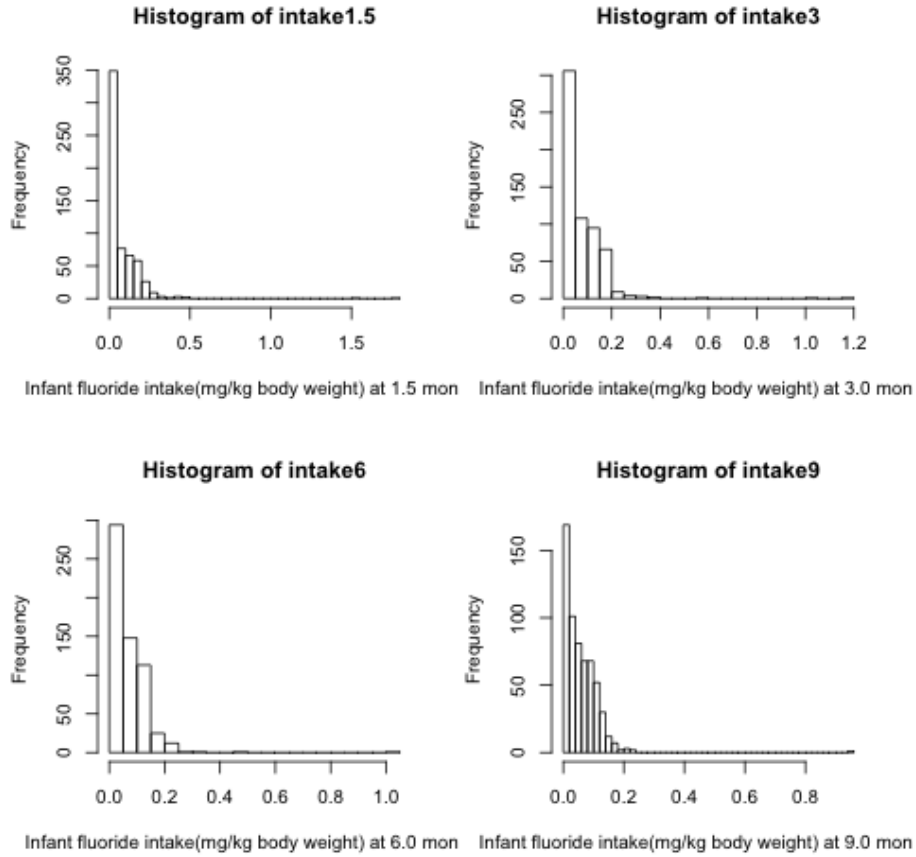 Histogram of intake1.5
Frequency
350
250
150
50
0
0.0 0.5 1.0 1.5
Infant fluoride intake(mg/kg body weight) at 1.5 mon
Histogram of intake3
Frequency
250
150
50
0
0.0 0.2 0.4 0.6 0.8 1.0 1.2
Infant fluoride intake(mg/kg body weight) at 3.0 mon
Histogram of intake6
Frequency
250
150
50
0
0.0 0.2 0.4 0.6 0.8 1.0
Infant fluoride intake(mg/kg body weight) at 6.0 mon
Histogram of intake9
Frequency
150
100
50
0
0.0 0.2 0.4 0.6 0.8
Infant fluoride intake(mg/kg body weight) at 9.0 mon